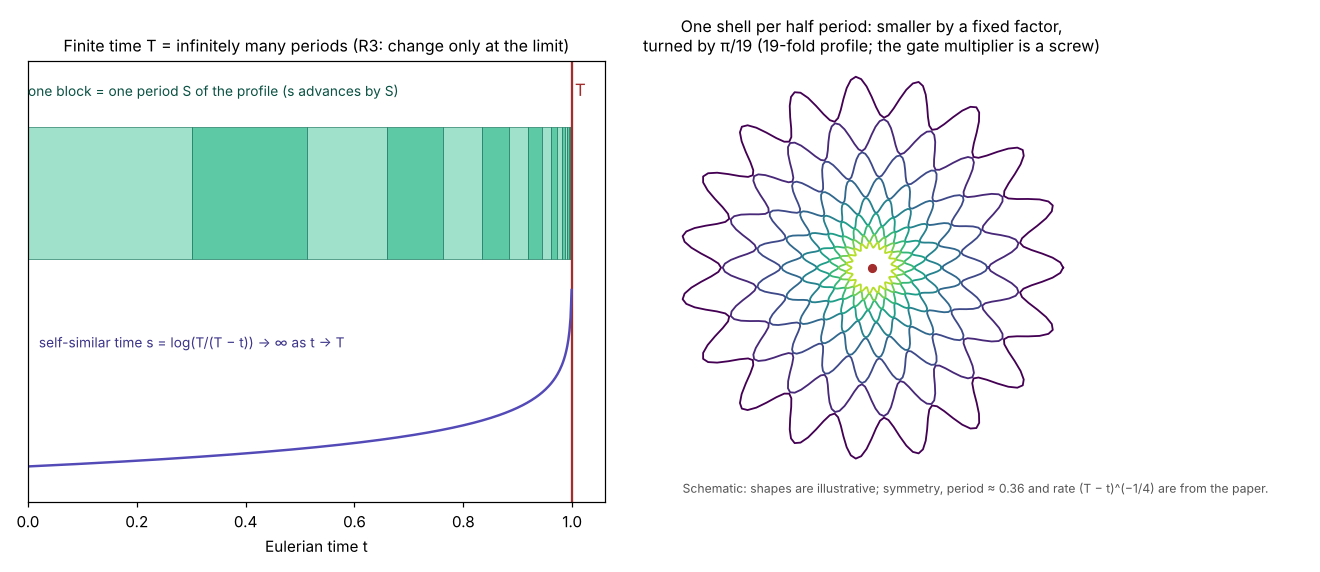 Finite time T = infinitely many periods (R3: change only at the limit)
one block = one period S of the profile (s advances by S)
T
self-similar time s = log(T/(T − t)) → ∞ as t → T
0.0 0.2 0.4 0.6 0.8 1.0
Eulerian time t
One shell per half period: smaller by a fixed factor,
turned by π/19 (19-fold profile; the gate multiplier is a screw)
Schematic: shapes are illustrative; symmetry, period ≈ 0.36 and rate (T − t)^(−1/4) are from the paper.